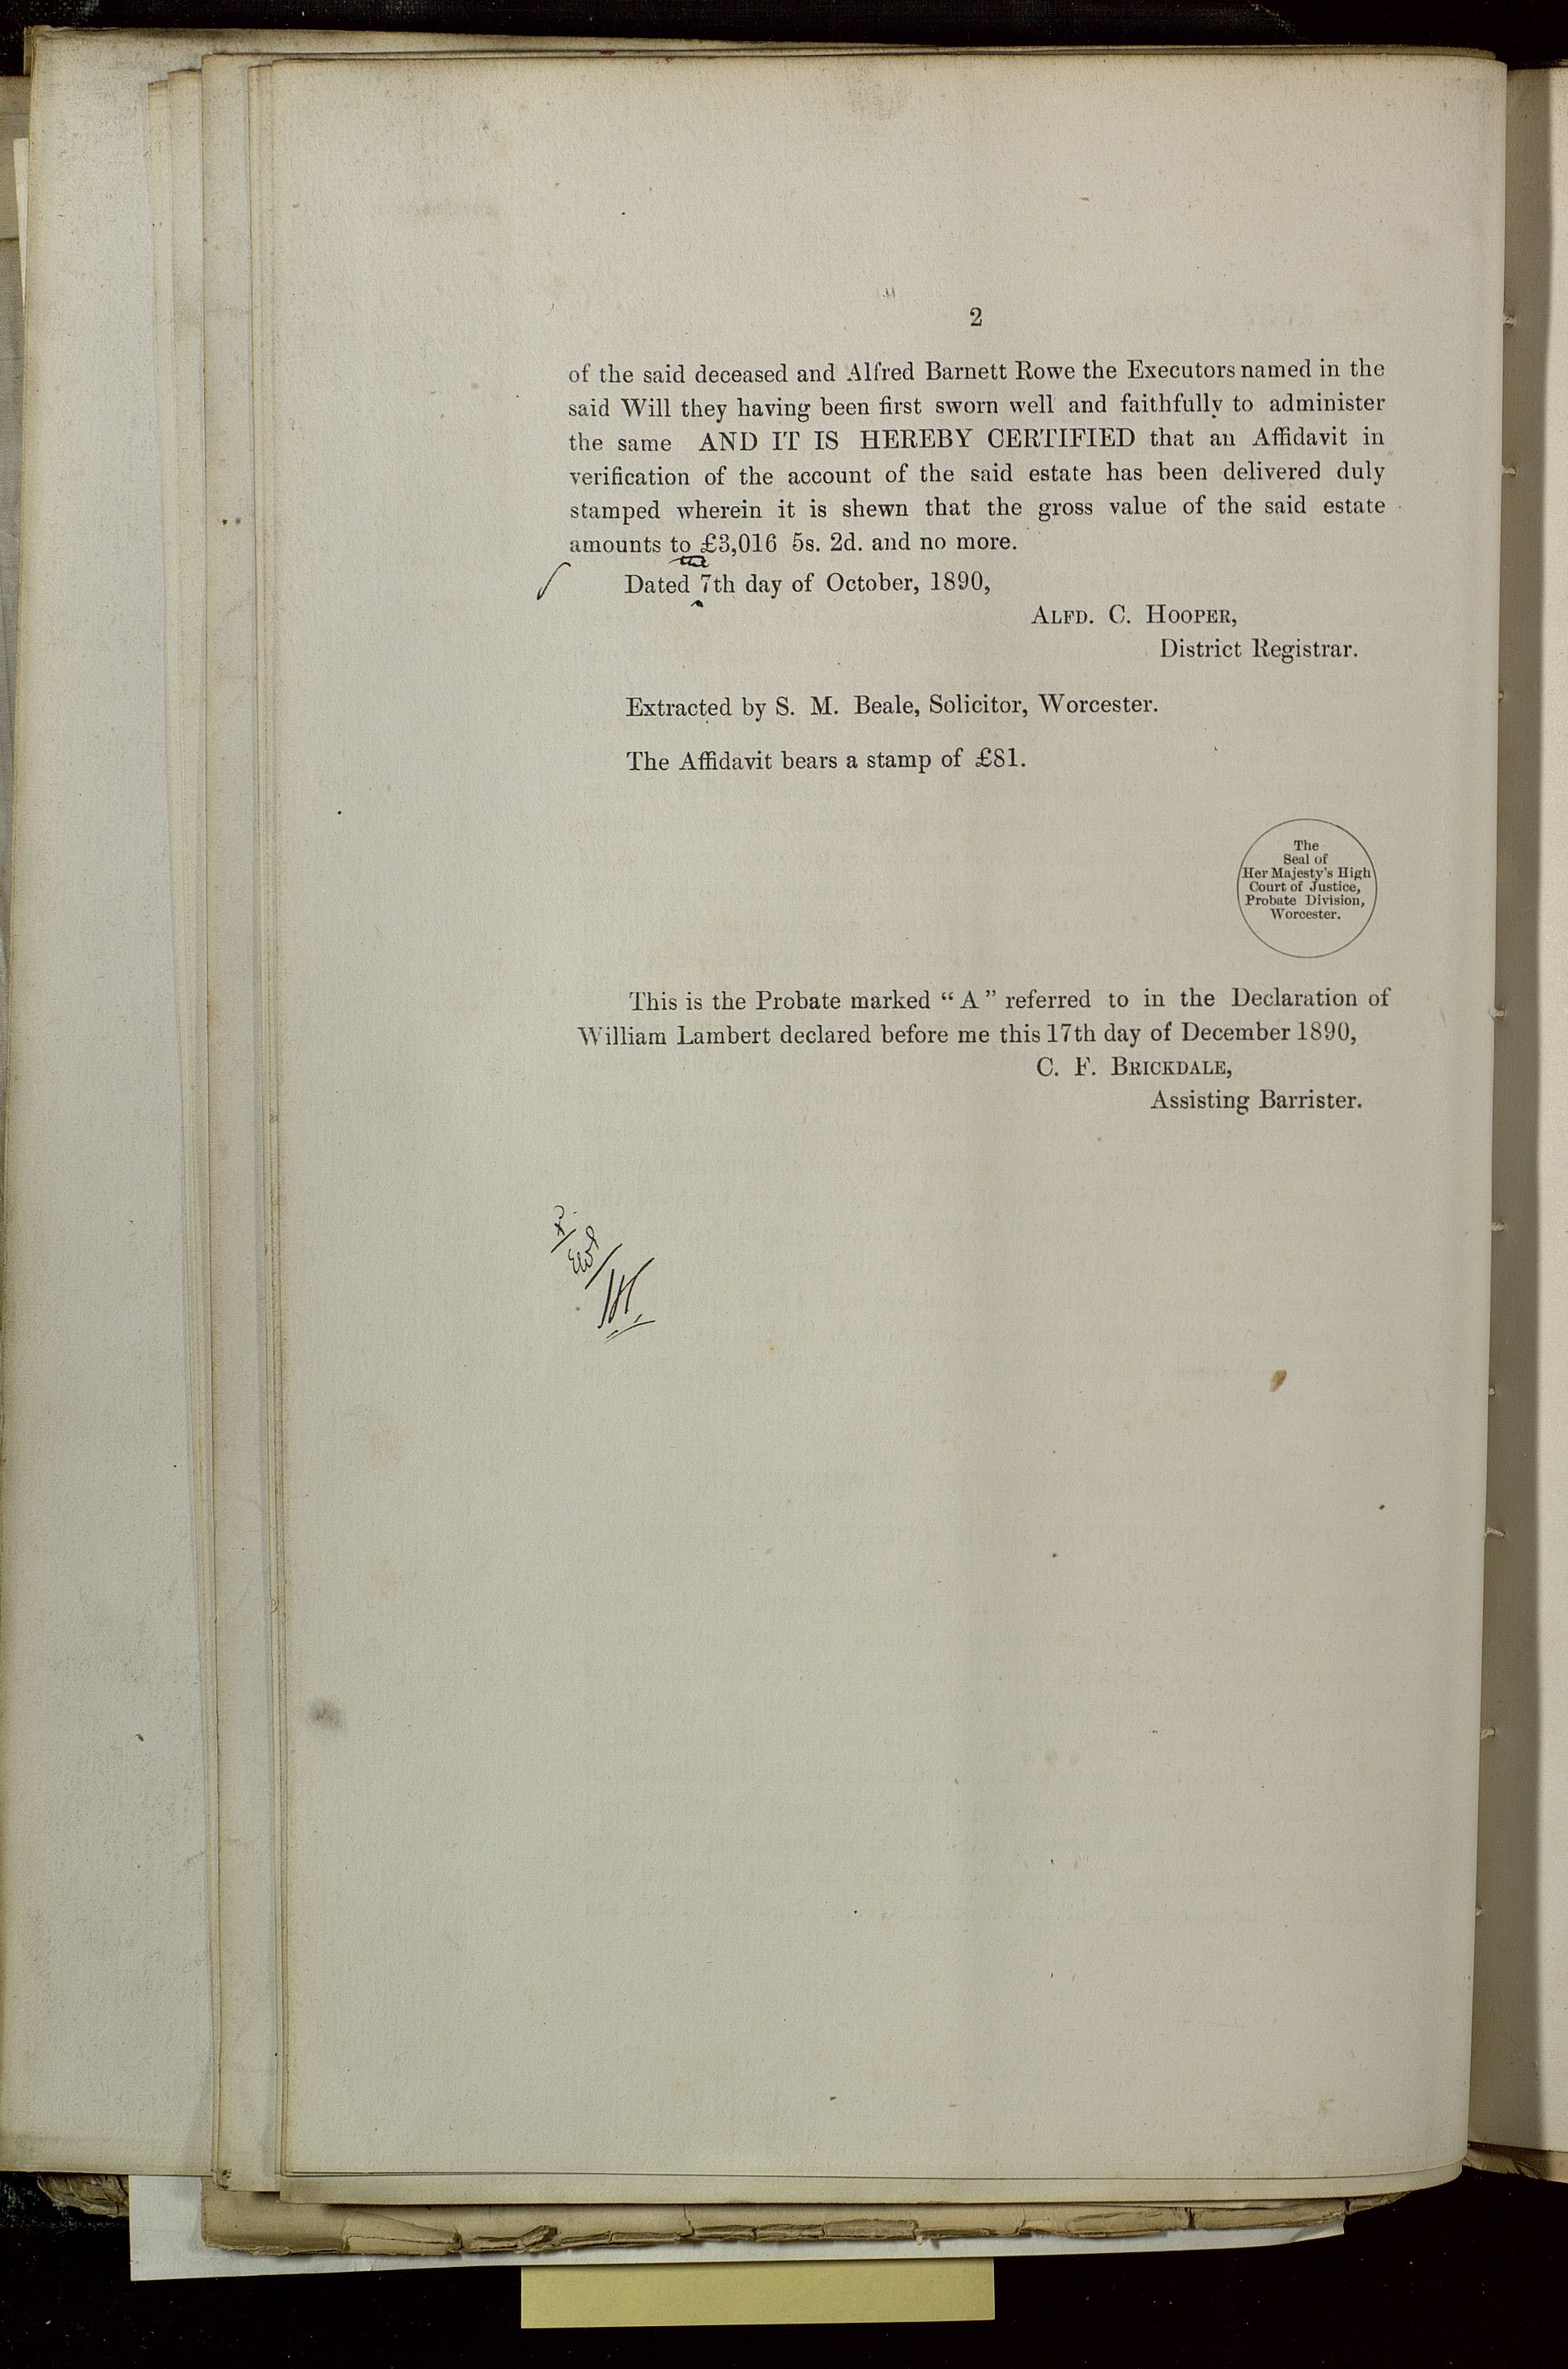 2
of the said deceased and Alfred Barnett Rowe the Executors named in the
said Will they having been first sworn well and faithfully to administer
the same AND IT IS HEREBY CERTIFIED that an Affidavit in
verification of the account of the said estate has been delivered duly
stamped wherein it is shewn that the gross value of the said estate
amounts to £3,016 5s. 2d. and no more.
the
Dated 7th day of October, 1890,
ALFD. C. HOOPER,
District Registrar.
Extracted by S. M. Beale, Solicitor, Worcester.
The Affidavit bears a stamp of £81.
The
Seal of
Her Majesty's High
Court of Justice,
Probate Division,
Worcester.
This is the Probate marked “ A ” referred to in the Declaration of
William Lambert declared before me this 17th day of December 1890,
C. F. BRICKDALE,
Assisting Barrister.